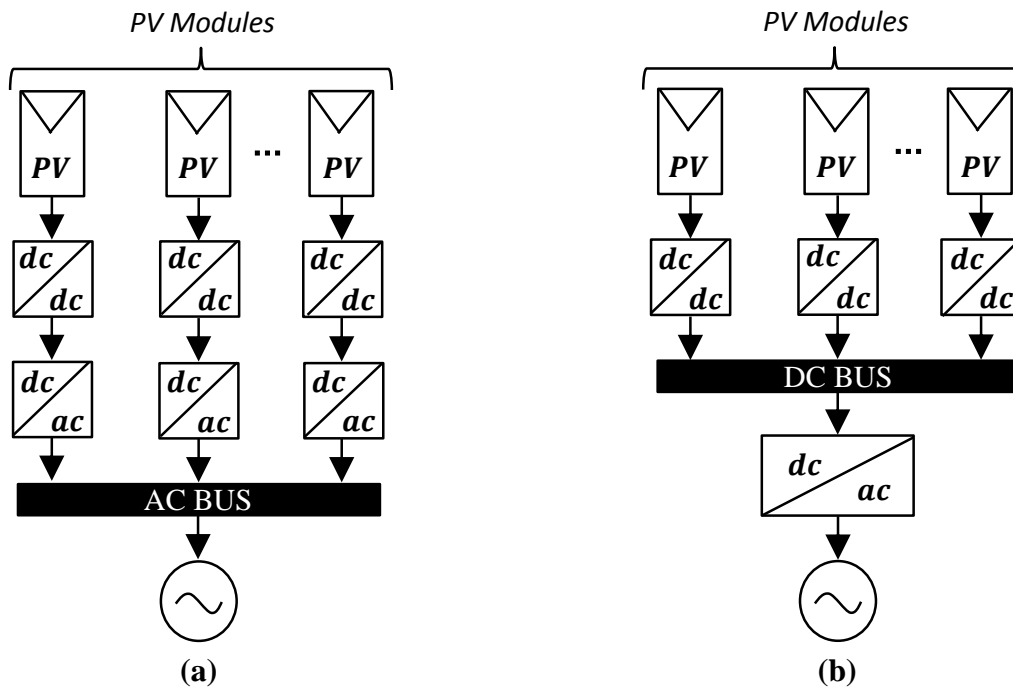 PV Modules
PV PV ... PV
dc dc dc
dc dc dc
dc dc dc
ac ac ac
AC BUS
(a)
PV Modules
PV PV ... PV
dc dc dc
dc dc dc
DC BUS
dc
ac
(b)